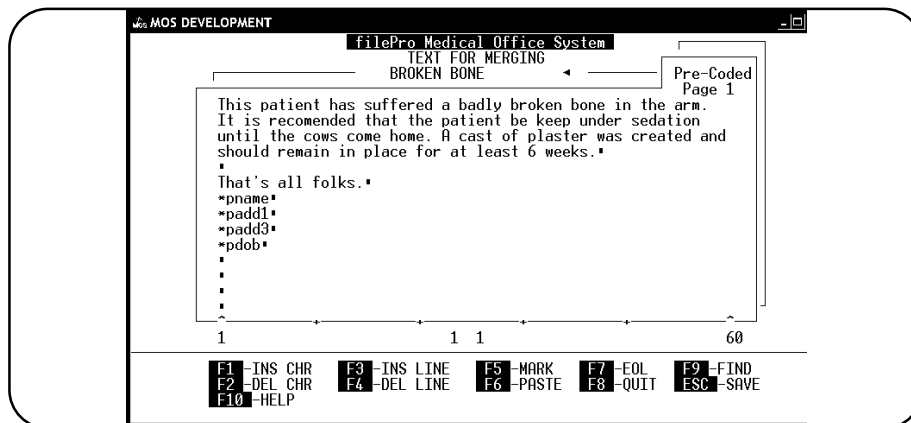 MOS MOS DEVELOPMENT
filePro Medical Office System
TEXT FOR MERGING
BROKEN BONE
Pre-Coded
Page 1
This patient has suffered a badly broken bone in the arm.
It is recomended that the patient be keep under sedation
until the cows come home. A cast of plaster was created and
should remain in place for at least 6 weeks.
That's all folks.
*pname
*padd1
*padd3
*pdob
1 1 1 60
F1 -INS CHR F3 -INS LINE F5 -MARK F7 -EOL F9 -FIND
F2 -DEL CHR F4 -DEL LINE F6 -PASTE F8 -QUIT ESC -SAVE
F10 -HELP